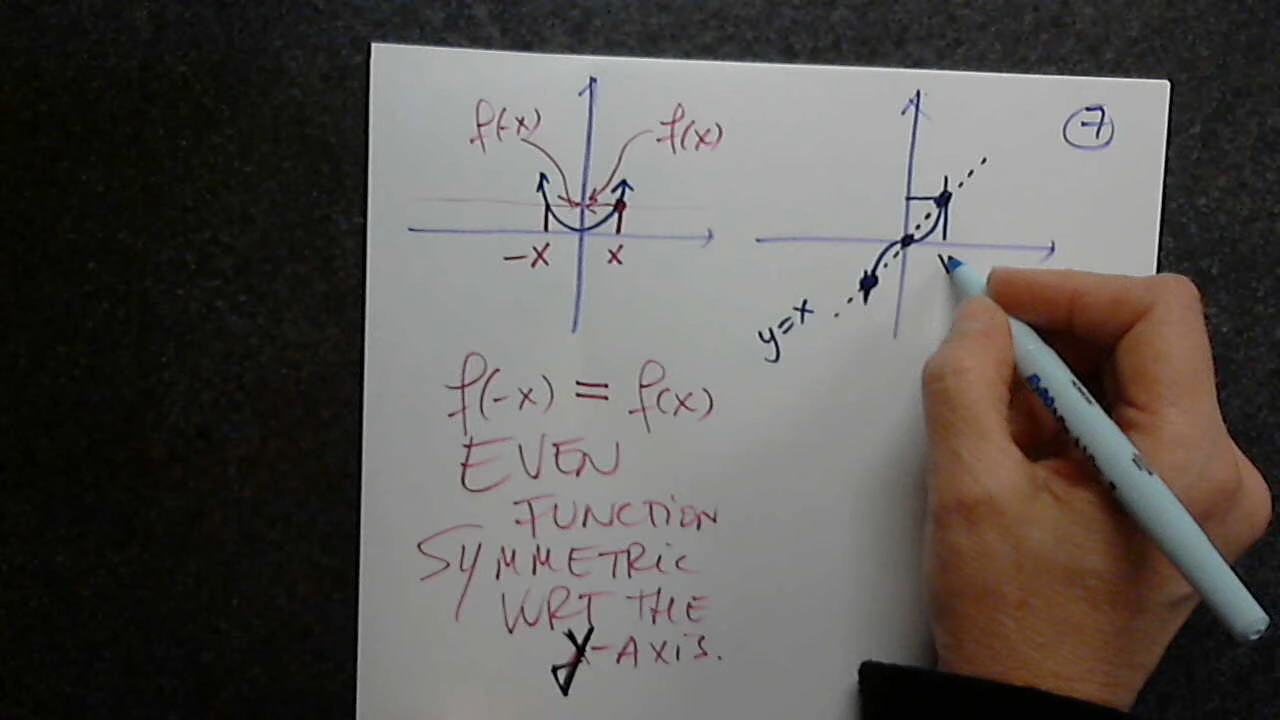 f(-x) f(x)
7
-x x
y=x
f(-x) = f(x)
EVEN
FUNCTION
SYMMETRIC
WRT THE
y-AXIS.